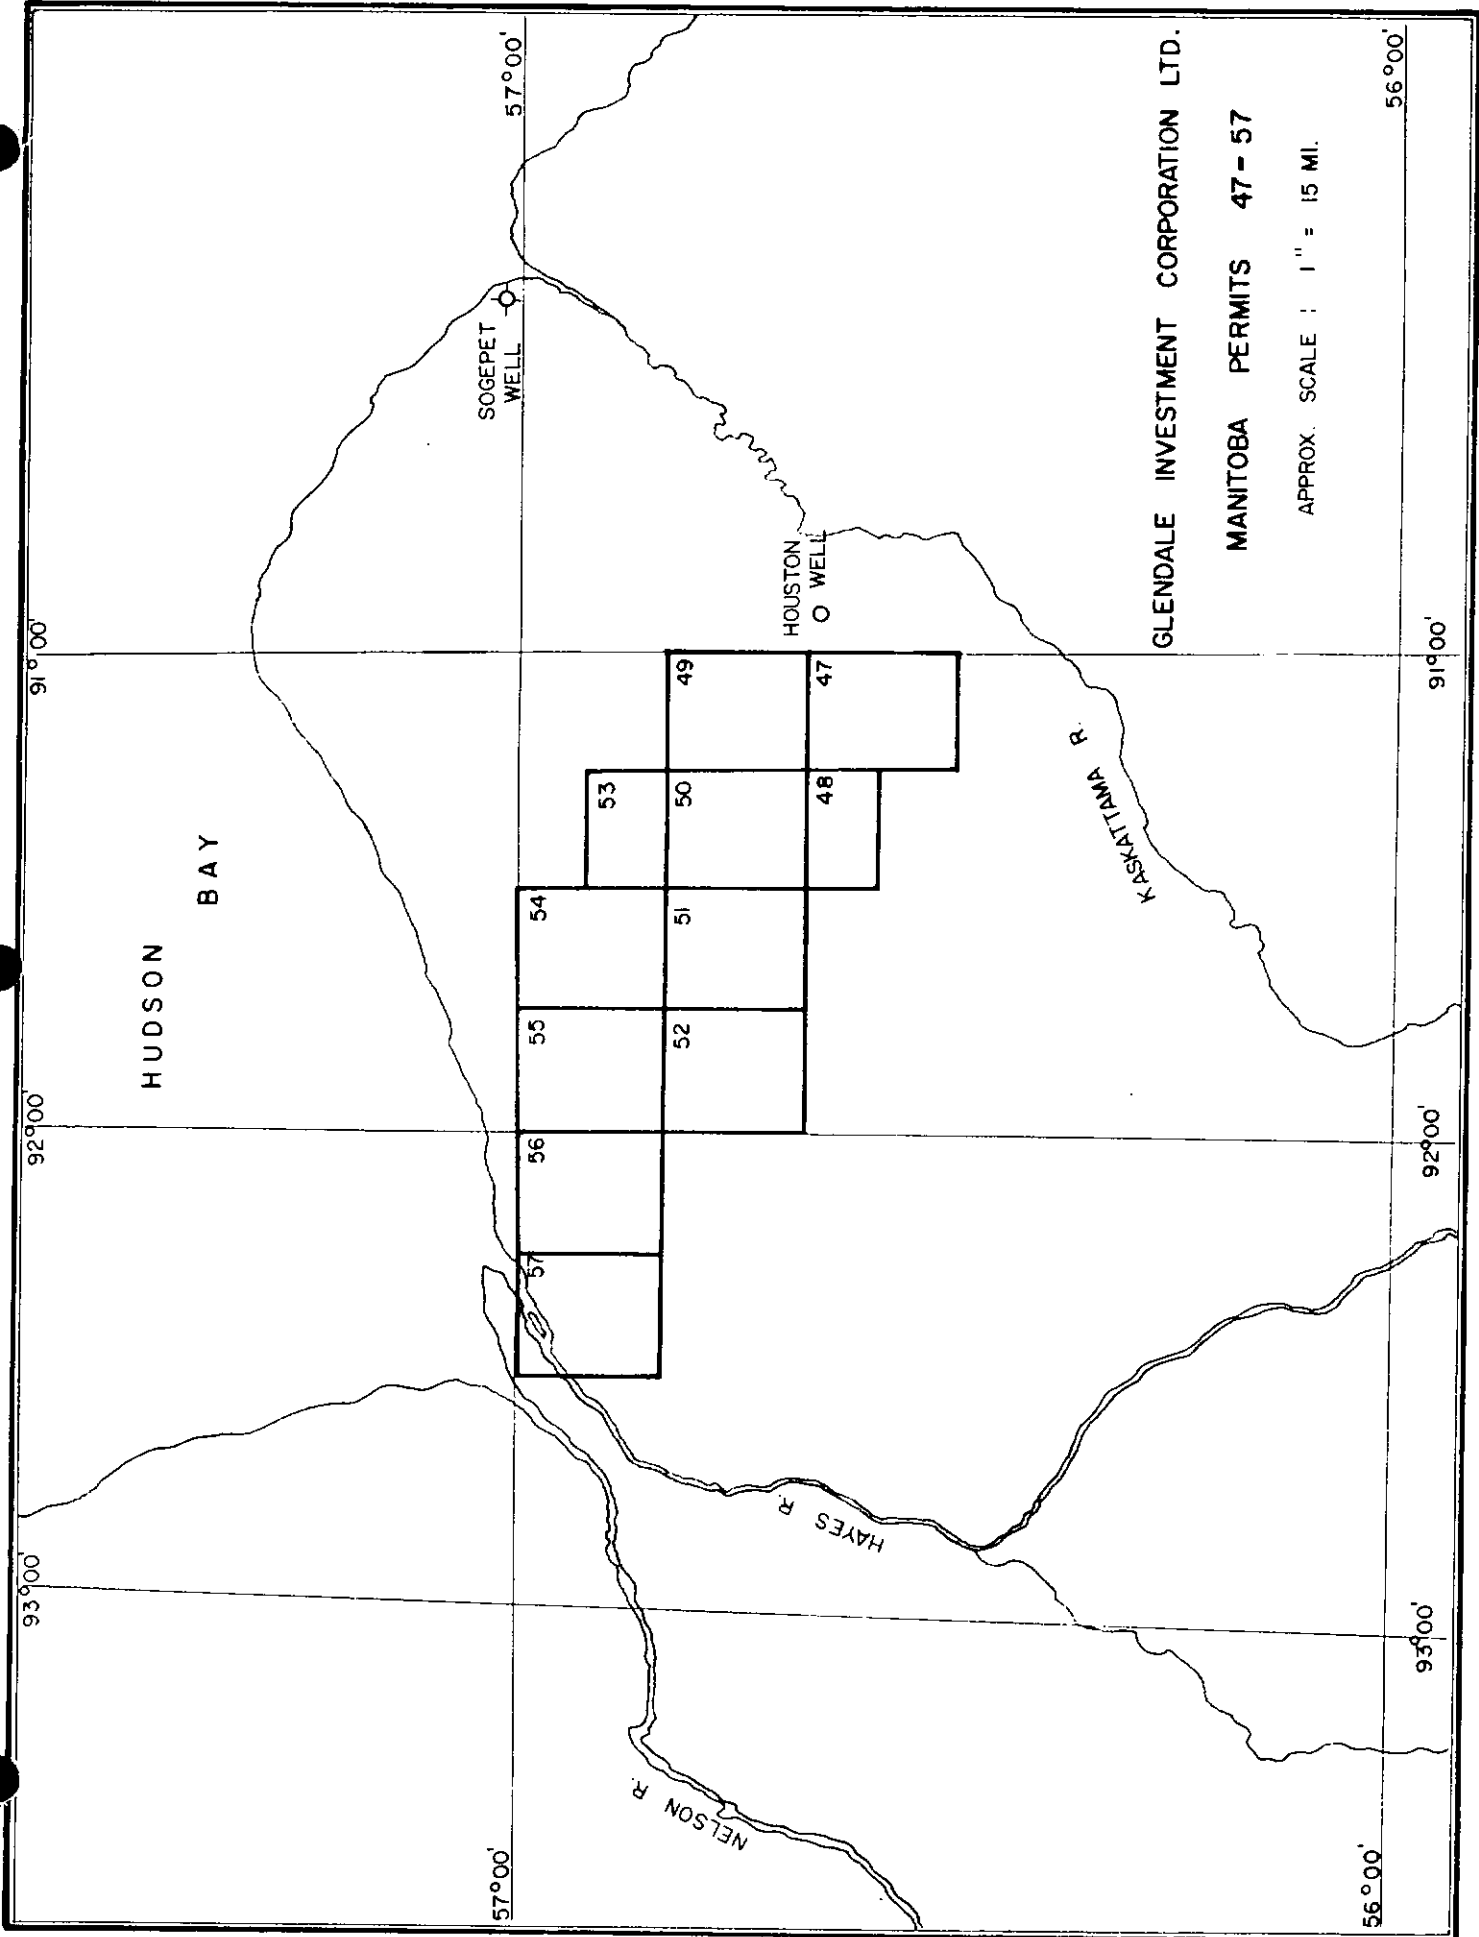 93°00'
92°00'
91°00'
HUDSON
BAY
57°00'
57°00'
SOGEPET
WELL
57
56
55
54
53
52
51
50
49
48
47
HOUSTON
WELL
NELSON R.
HAYES R.
KASKATTAMA R.
GLENDALE INVESTMENT CORPORATION LTD.
MANITOBA PERMITS 47-57
APPROX. SCALE : 1" = 15 MI.
56°00'
56°00'
93°00'
92°00'
91°00'